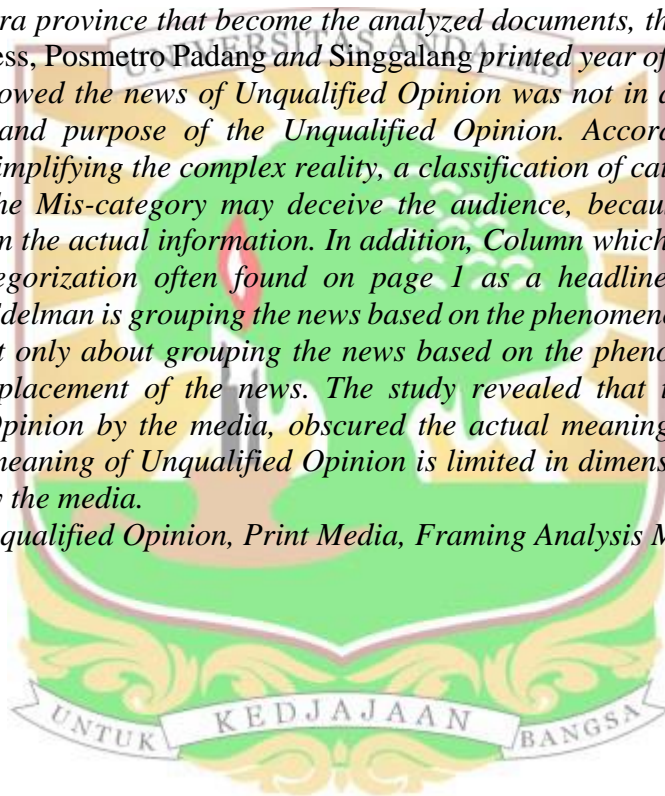 ra province that become the analyzed documents, th
ess, Posmetro Padang and Singgalang printed year of
owed the news of Unqualified Opinion was not in a
and purpose of the Unqualified Opinion. Accor
implifying the complex reality, a classification of ca
he Mis-category may deceive the audience, becau
m the actual information. In addition, Column which
egorization often found on page 1 as a headline
delman is grouping the news based on the phenomen
t only about grouping the news based on the pheno
placement of the news. The study revealed that
Opinion by the media, obscured the actual meaning
meaning of Unqualified Opinion is limited in dimens
y the media.
qualified Opinion, Print Media, Framing Analysis M
UNIVERSITAS ANDALAS
UNTUK KEDJAJAAN BANGSA